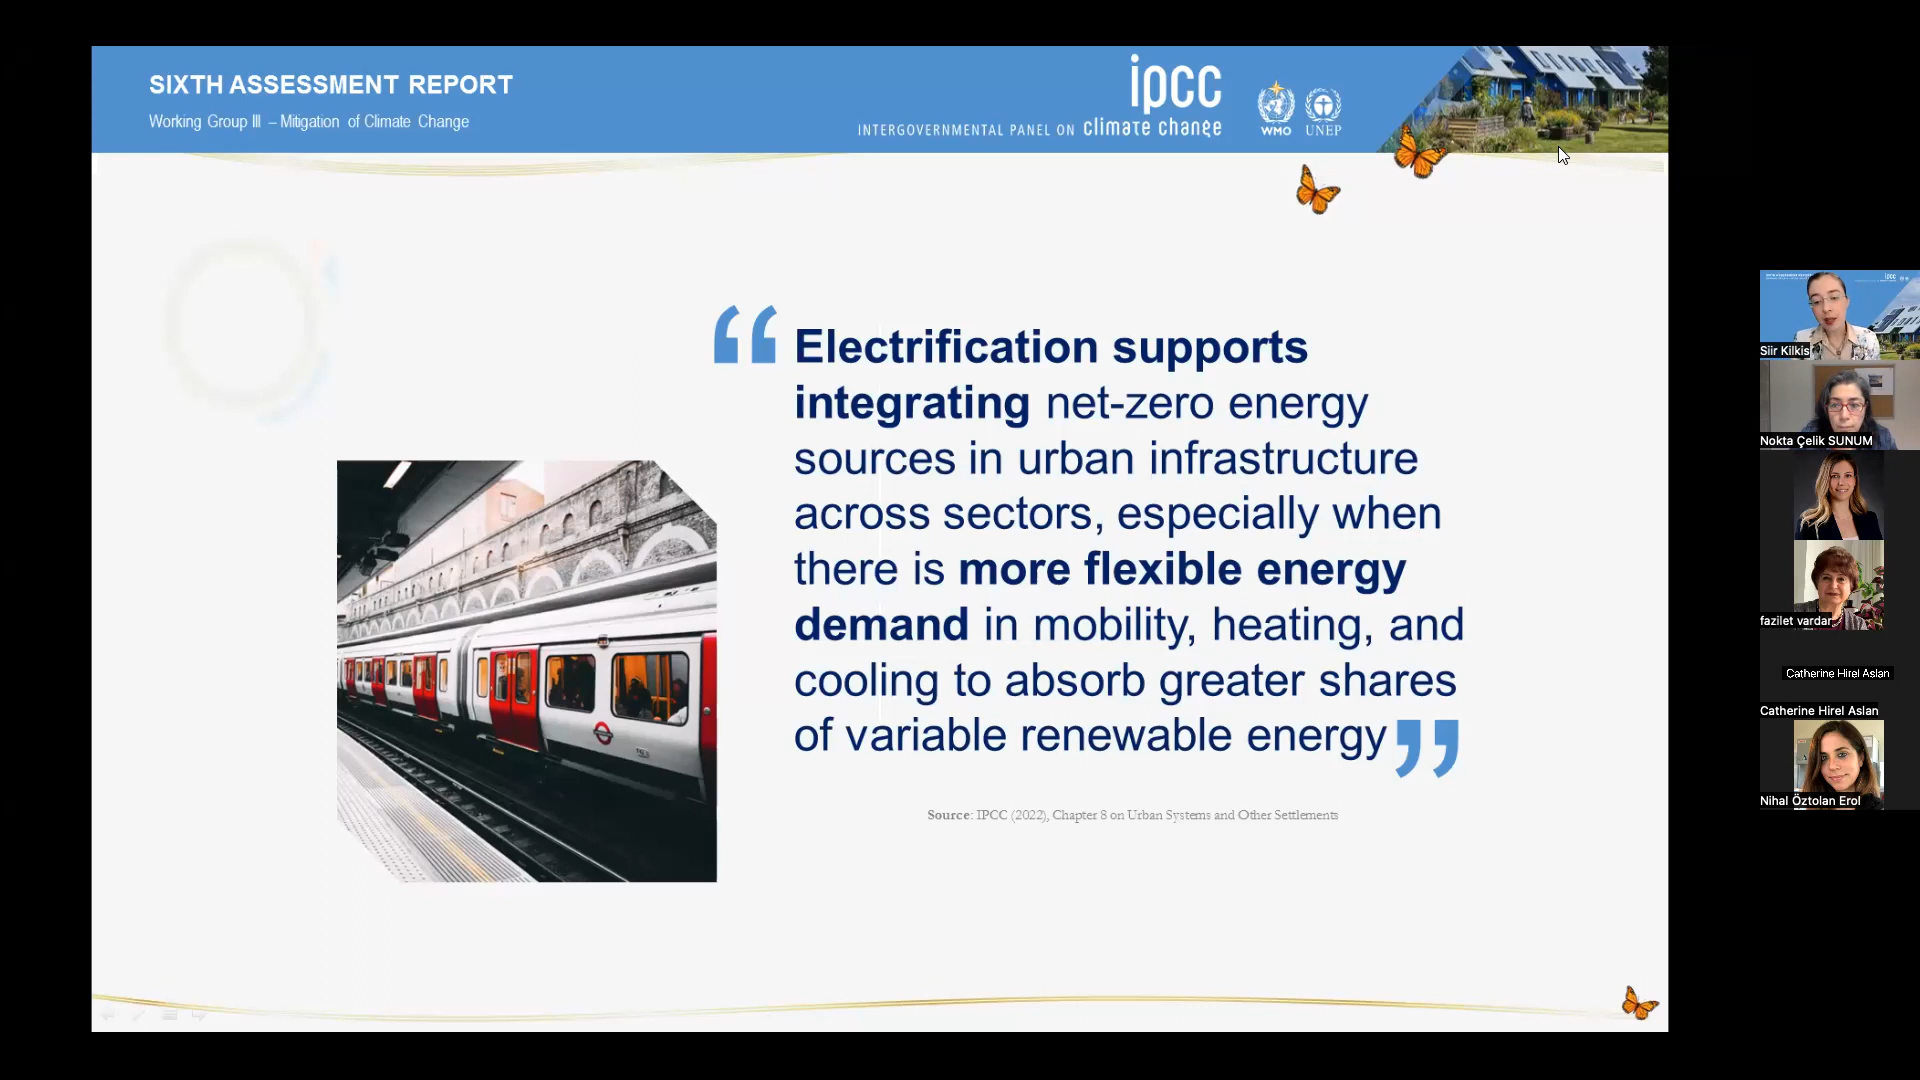 SIXTH ASSESSMENT REPORT
Working Group III – Mitigation of Climate Change
ipcc
INTERGOVERNMENTAL PANEL ON climate change
WMO
UNEP
“Electrification supports
integrating net-zero energy
sources in urban infrastructure
across sectors, especially when
there is more flexible energy
demand in mobility, heating, and
cooling to absorb greater shares
of variable renewable energy”
Source: IPCC (2022), Chapter 8 on Urban Systems and Other Settlements
Siir Kilkis
Nokta Çelik SUNUM
fazilet vardar
Catherine Hirel Aslan
Catherine Hirel Aslan
Nihal Öztolan Erol